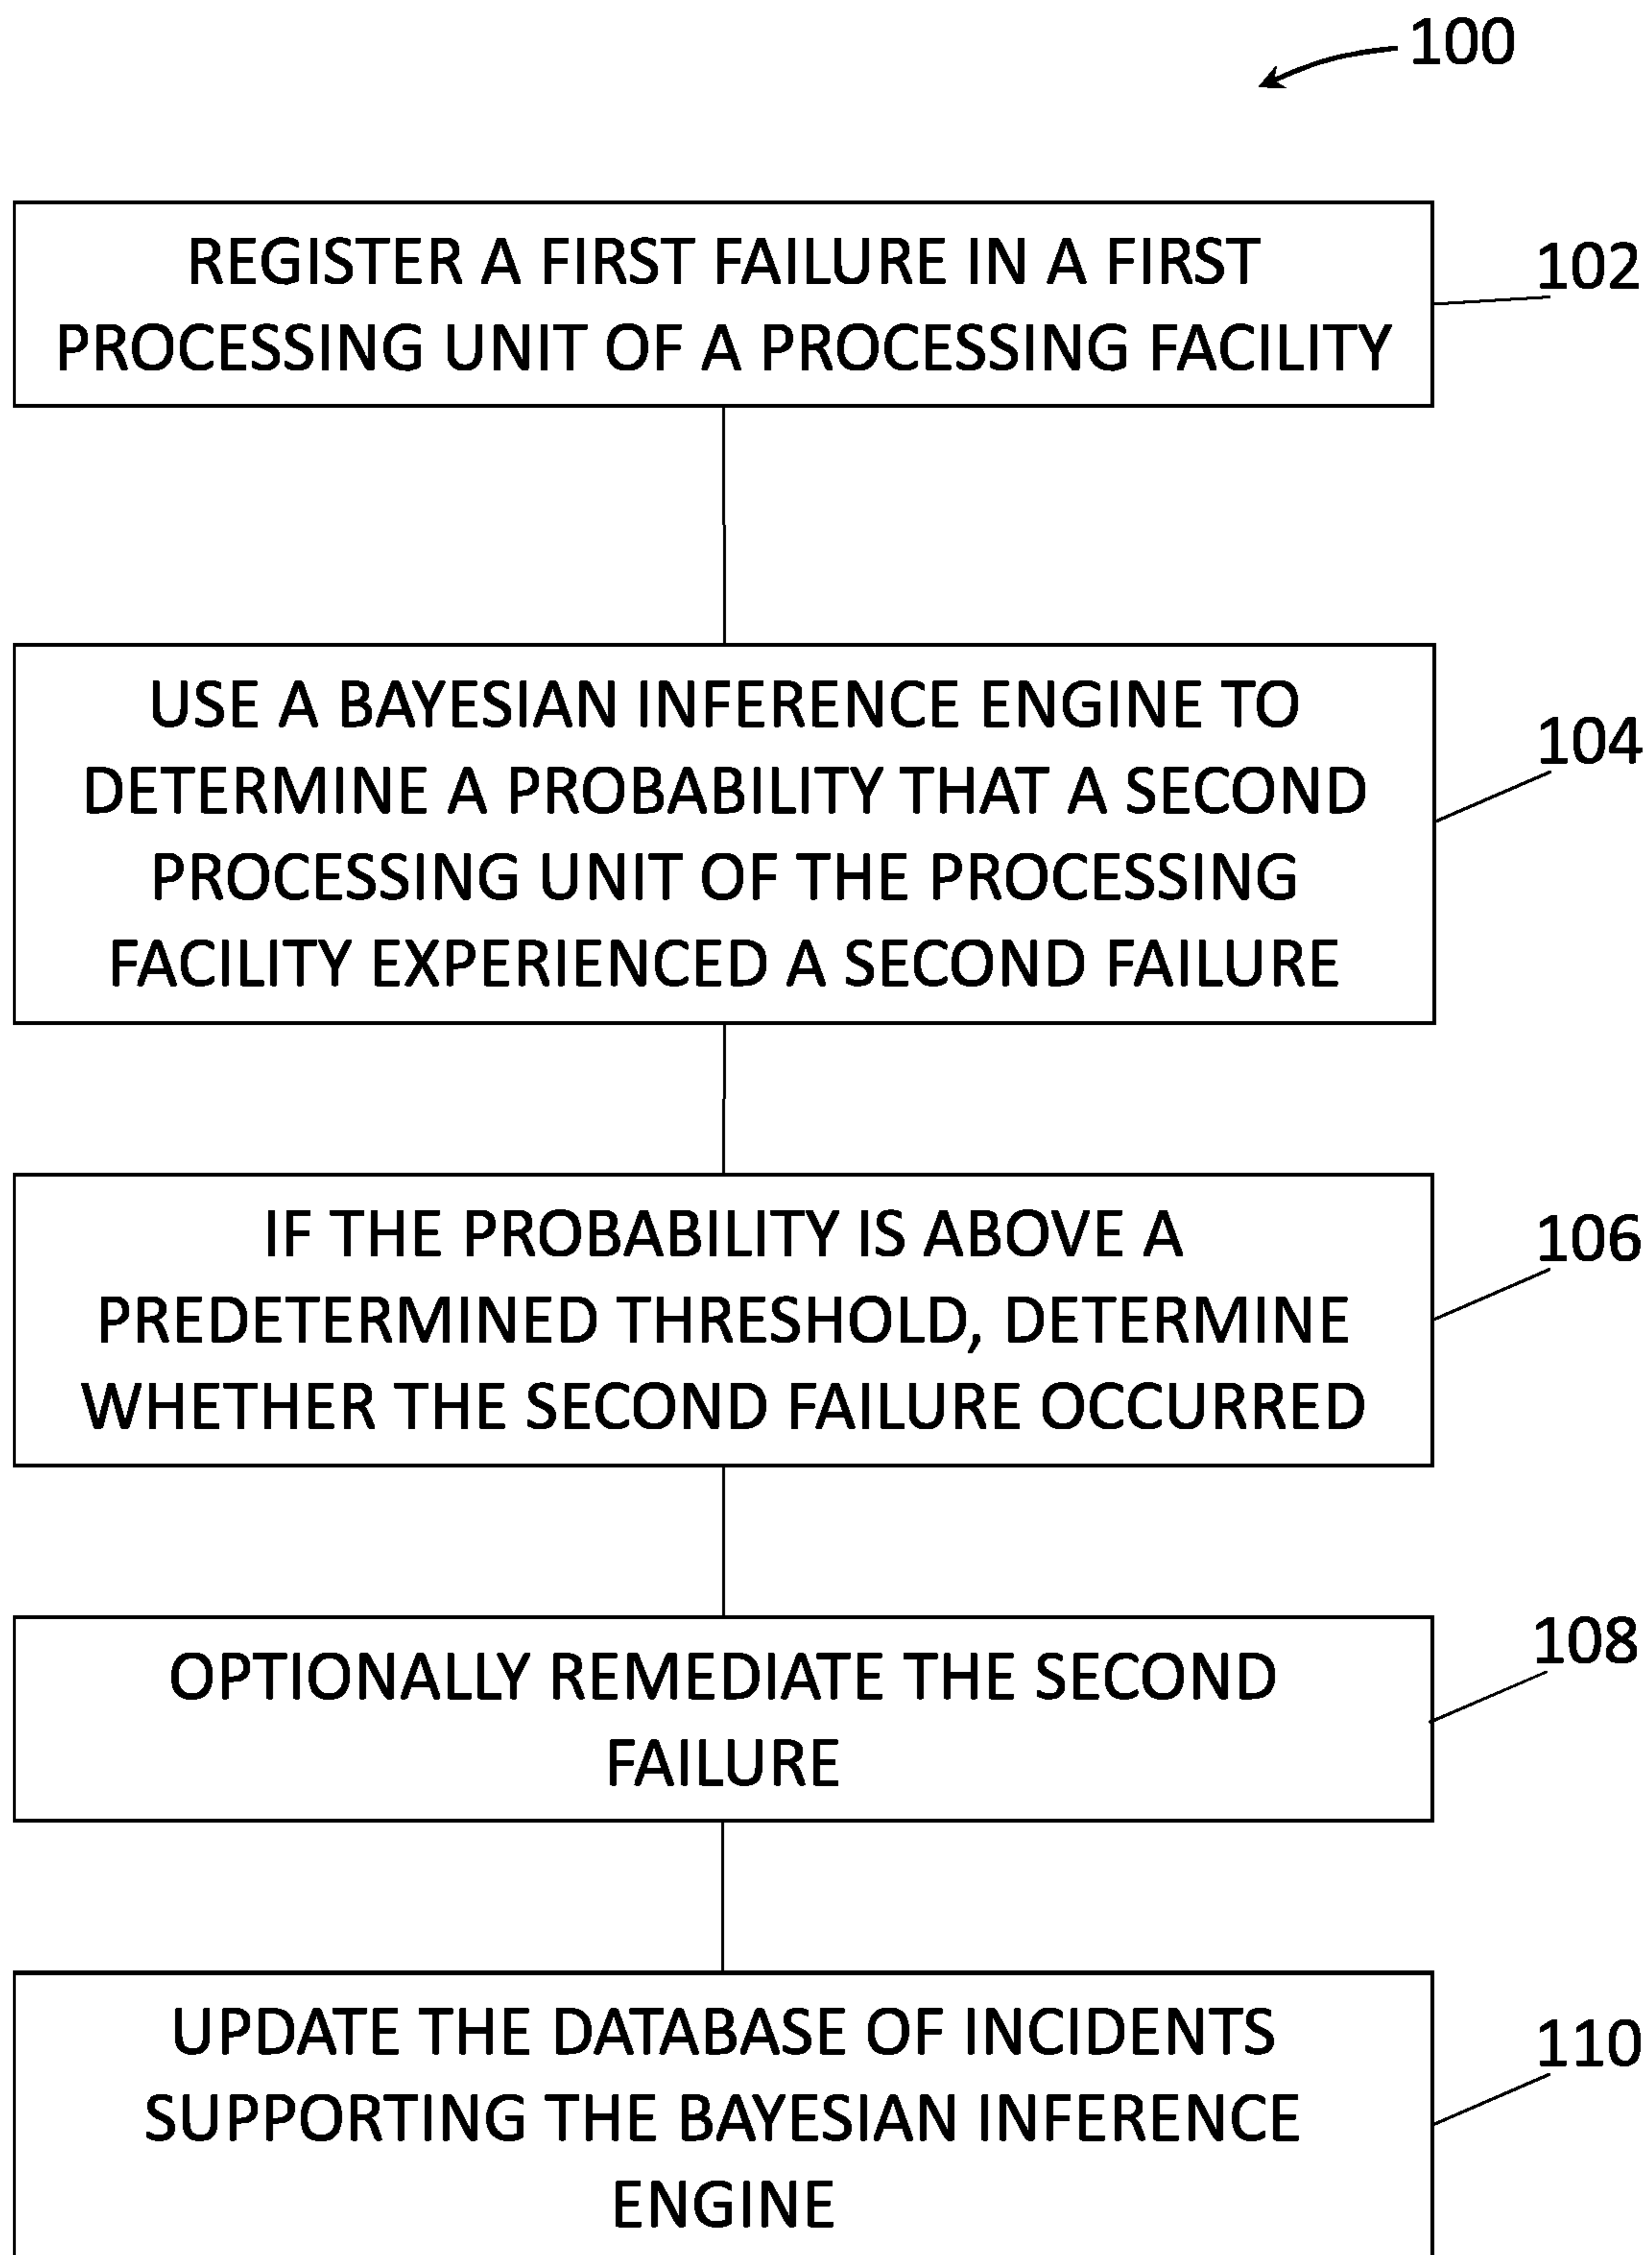 100
REGISTER A FIRST FAILURE IN A FIRST
PROCESSING UNIT OF A PROCESSING FACILITY
102
USE A BAYESIAN INFERENCE ENGINE TO
DETERMINE A PROBABILITY THAT A SECOND
PROCESSING UNIT OF THE PROCESSING
FACILITY EXPERIENCED A SECOND FAILURE
104
IF THE PROBABILITY IS ABOVE A
PREDETERMINED THRESHOLD, DETERMINE
WHETHER THE SECOND FAILURE OCCURRED
106
OPTIONALLY REMEDIATE THE SECOND
FAILURE
108
UPDATE THE DATABASE OF INCIDENTS
SUPPORTING THE BAYESIAN INFERENCE
ENGINE
110